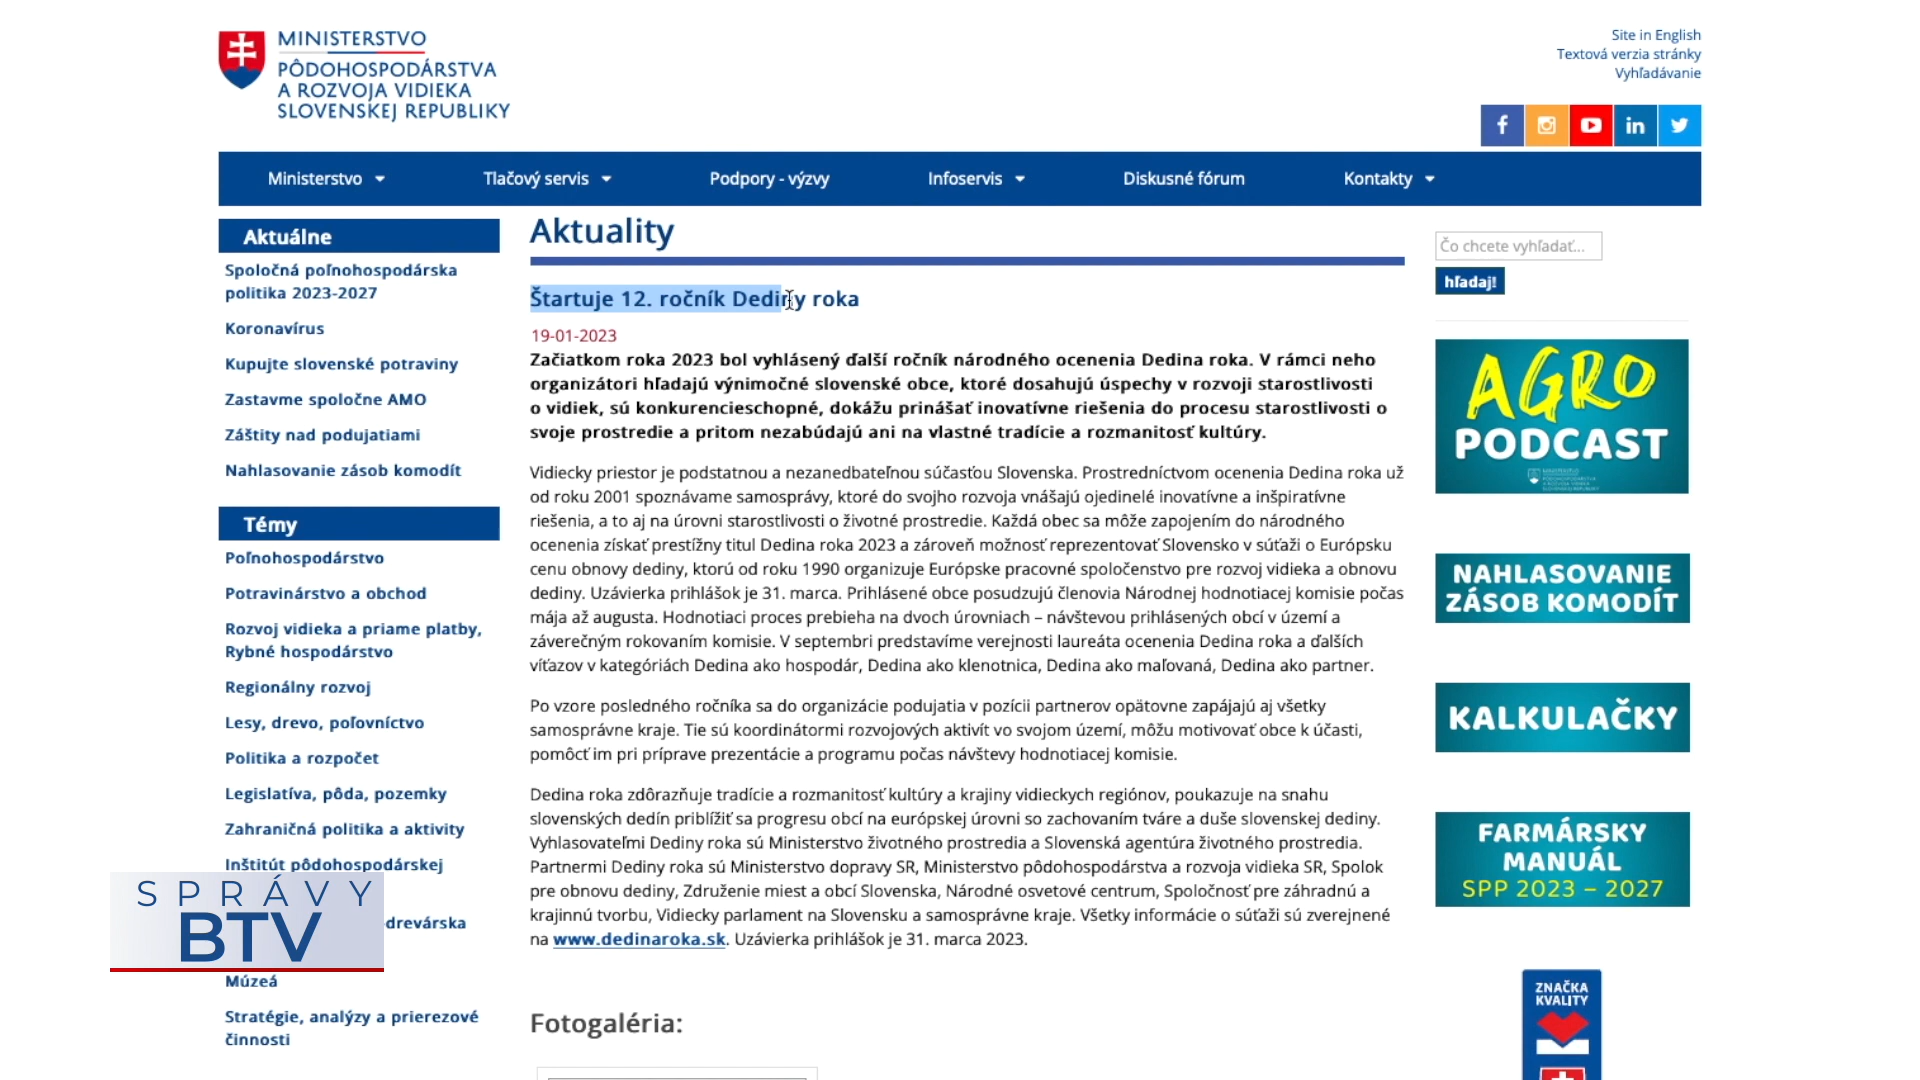 MINISTERSTVO
PÔDOHOSPODÁRSTVA
A ROZVOJA VIDIEKA
SLOVENSKEJ REPUBLIKY
Site in English
Textová verzia stránky
Vyhľadávanie
Ministerstvo
Tlačový servis
Podpory - výzvy
Infoservis
Diskusné fórum
Kontakty
Aktuálne
Spoločná poľnohospodárska
politika 2023-2027
Koronavírus
Kupujte slovenské potraviny
Zastavme spoločne AMO
Záštity nad podujatiami
Nahlasovanie zásob komodít
Témy
Poľnohospodárstvo
Potravinárstvo a obchod
Rozvoj vidieka a priame platby,
Rybné hospodárstvo
Regionálny rozvoj
Lesy, drevo, poľovníctvo
Politika a rozpočet
Legislatíva, pôda, pozemky
Zahraničná politika a aktivity
Inštitút pôdohospodárskej
drevárska
Múzeá
Stratégie, analýzy a prierezové
činnosti
SPRÁVY
BTV
Aktuality
Štartuje 12. ročník Dediny roka
19-01-2023
Začiatkom roka 2023 bol vyhlásený ďalší ročník národného ocenenia Dedina roka. V rámci neho
organizátori hľadajú výnimočné slovenské obce, ktoré dosahujú úspechy v rozvoji starostlivosti
o vidiek, sú konkurencieschopné, dokážu prinášať inovatívne riešenia do procesu starostlivosti o
svoje prostredie a pritom nezabúdajú ani na vlastné tradície a rozmanitosť kultúry.
Vidiecky priestor je podstatnou a nezanedbateľnou súčasťou Slovenska. Prostredníctvom ocenenia Dedina roka už
od roku 2001 spoznávame samosprávy, ktoré do svojho rozvoja vnášajú ojedinelé inovatívne a inšpiratívne
riešenia, a to aj na úrovni starostlivosti o životné prostredie. Každá obec sa môže zapojením do národného
ocenenia získať prestížny titul Dedina roka 2023 a zároveň možnosť reprezentovať Slovensko v súťaži o Európsku
cenu obnovy dediny, ktorú od roku 1990 organizuje Európske pracovné spoločenstvo pre rozvoj vidieka a obnovu
dediny. Uzávierka prihlášok je 31. marca. Prihlásené obce posudzujú členovia Národnej hodnotiacej komisie počas
mája až augusta. Hodnotiaci proces prebieha na dvoch úrovniach – návštevou prihlásených obcí v území a
záverečným rokovaním komisie. V septembri predstavíme verejnosti laureáta ocenenia Dedina roka a ďalších
víťazov v kategóriách Dedina ako hospodár, Dedina ako klenotnica, Dedina ako maľovaná, Dedina ako partner.
Po vzore posledného ročníka sa do organizácie podujatia v pozícii partnerov opätovne zapájajú aj všetky
samosprávne kraje. Tie sú koordinátormi rozvojových aktivít vo svojom území, môžu motivovať obce k účasti,
pomôcť im pri príprave prezentácie a programu počas návštevy hodnotiacej komisie.
Dedina roka zdôrazňuje tradície a rozmanitosť kultúry a krajiny vidieckych regiónov, poukazuje na snahu
slovenských dedín priblížiť sa progresu obcí na európskej úrovni so zachovaním tváre a duše slovenskej dediny.
Vyhlasovateľmi Dediny roka sú Ministerstvo životného prostredia a Slovenská agentúra životného prostredia.
Partnermi Dediny roka sú Ministerstvo dopravy SR, Ministerstvo pôdohospodárstva a rozvoja vidieka SR, Spolok
pre obnovu dediny, Združenie miest a obcí Slovenska, Národné osvetové centrum, Spoločnosť pre záhradnú a
krajinnú tvorbu, Vidiecky parlament na Slovensku a samosprávne kraje. Všetky informácie o súťaži sú zverejnené
na www.dedinaroka.sk. Uzávierka prihlášok je 31. marca 2023.
Fotogaléria:
Čo chcete vyhľadať...
hľadaj!
AGRO
PODCAST
NAHLASOVANIE
ZÁSOB KOMODÍT
KALKULAČKY
FARMÁRSKY
MANUÁL
SPP 2023 – 2027
ZNAČKA
KVALITY